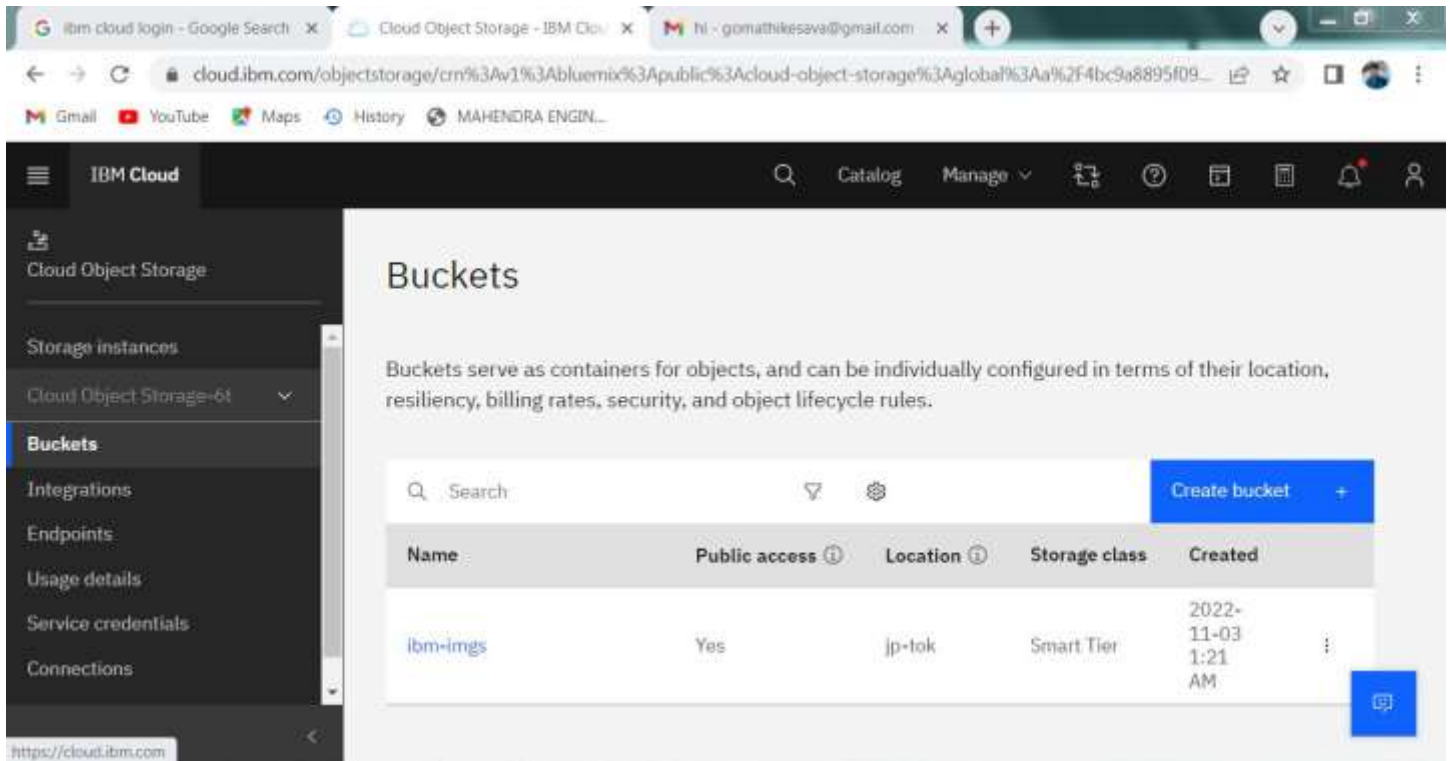 ibm cloud login - Google Search
Cloud Object Storage - IBM Clou
hi - gomathikesava@gmail.com
cloud.ibm.com/objectstorage/crn%3Av1%3Abluemix%3Apublic%3Acloud-object-storage%3Aglobal%3Aa%2F4bc9a8895f09...
Gmail YouTube Maps History MAHENDRA ENGIN...
IBM Cloud Catalog Manage
Cloud Object Storage
Storage instances
Cloud Object Storage-6t
Buckets
Integrations
Endpoints
Usage details
Service credentials
Connections
https://cloud.ibm.com
Buckets
Buckets serve as containers for objects, and can be individually configured in terms of their location,
resiliency, billing rates, security, and object lifecycle rules.
Search Create bucket +
Name Public access Location Storage class Created
ibm-imgs Yes jp-tok Smart Tier 2022-
11-03
1:21
AM